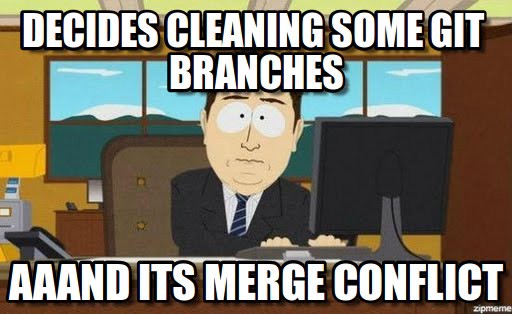 DECIDES CLEANING SOME GIT
BRANCHES
AAAND ITS MERGE CONFLICT
zipmeme